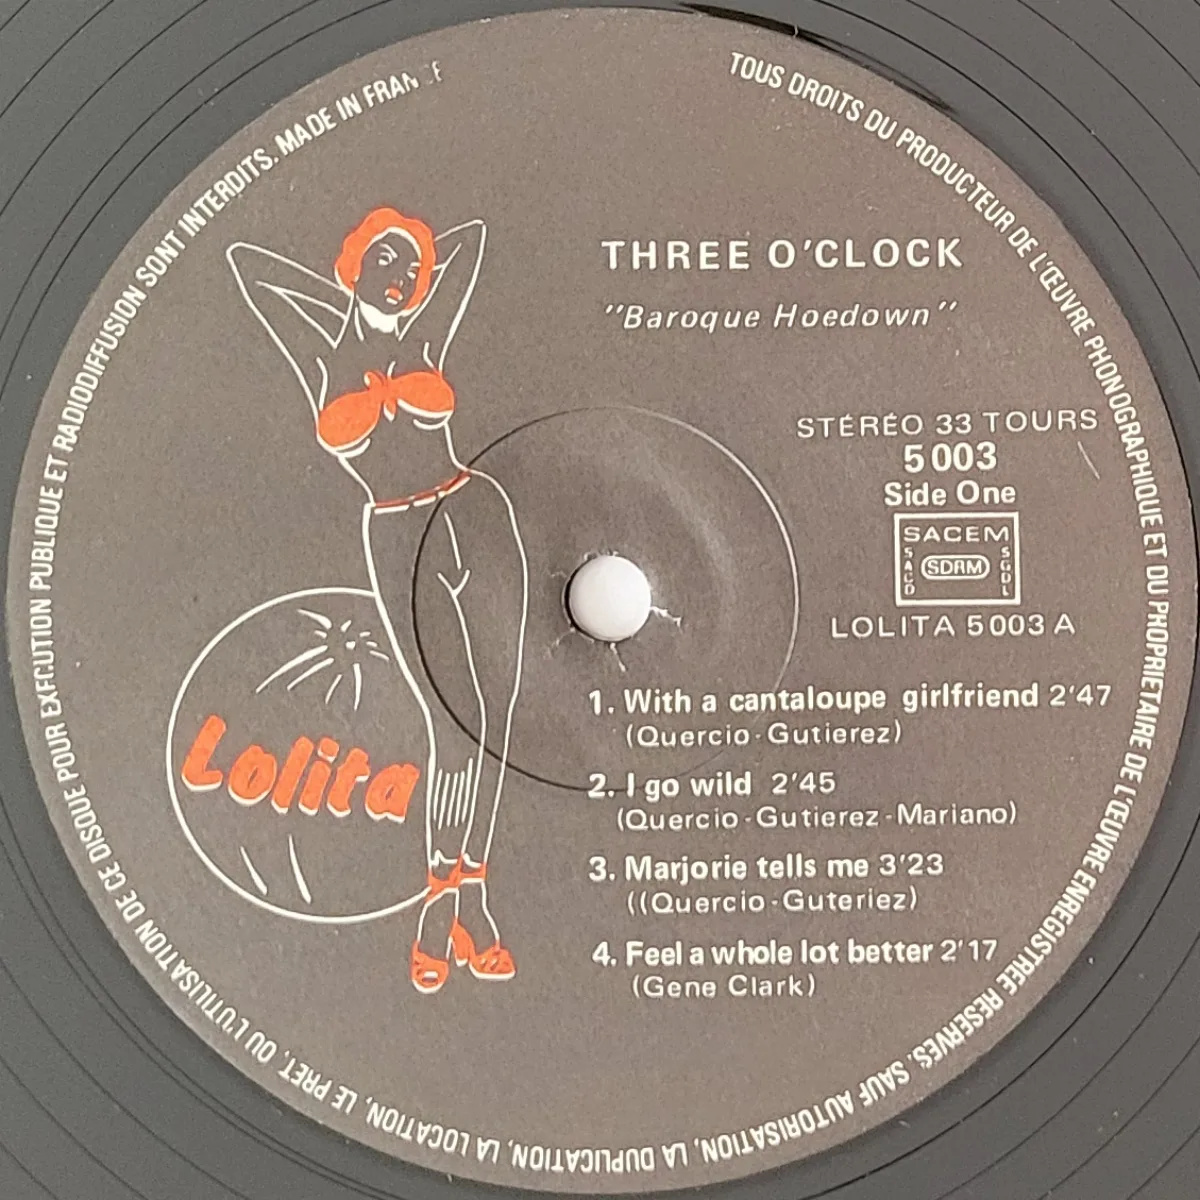 TOUS DROITS DU PRODUCTEUR DE L'ŒUVRE PHONOGRAPHIQUE ET DU PROPRIETAIRE DE L'ŒUVRE ENREGISTREE RESERVES. SAUF AUTORISATION, LA DUPLICATION, LA LOCATION, LE PRET, OU L'UTILISATION DE CE DISQUE POUR EXECUTION PUBLIQUE ET RADIODIFFUSION SONT INTERDITS. MADE IN FRANCE
THREE O'CLOCK
"Baroque Hoedown"
STÉRÉO 33 TOURS
5 003
Side One
SACEM
SACD
SDRM
SGDL
LOLITA 5003 A
Lolita
1. With a cantaloupe girlfriend 2'47
(Quercio-Gutierez)
2. I go wild 2'45
(Quercio-Gutierez-Mariano)
3. Marjorie tells me 3'23
((Quercio-Guteriez)
4. Feel a whole lot better 2'17
(Gene Clark)